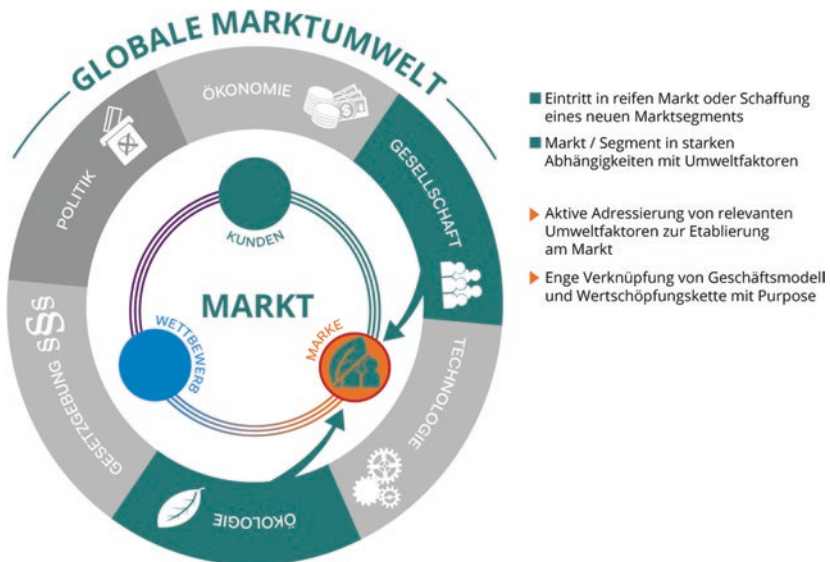 GLOBALE MARKTUMWELT
ÖKONOMIE
GESELLSCHAFT
TECHNOLOGIE
ÖKOLOGIE
GESETZGEBUNG
§§§
POLITIK
KUNDEN
MARKT
WETTBEWERB
MARKE
Eintritt in reifen Markt oder Schaffung
eines neuen Marktsegments
Markt / Segment in starken
Abhängigkeiten mit Umweltfaktoren
Aktive Adressierung von relevanten
Umweltfaktoren zur Etablierung
am Markt
Enge Verknüpfung von Geschäftsmodell
und Wertschöpfungskette mit Purpose